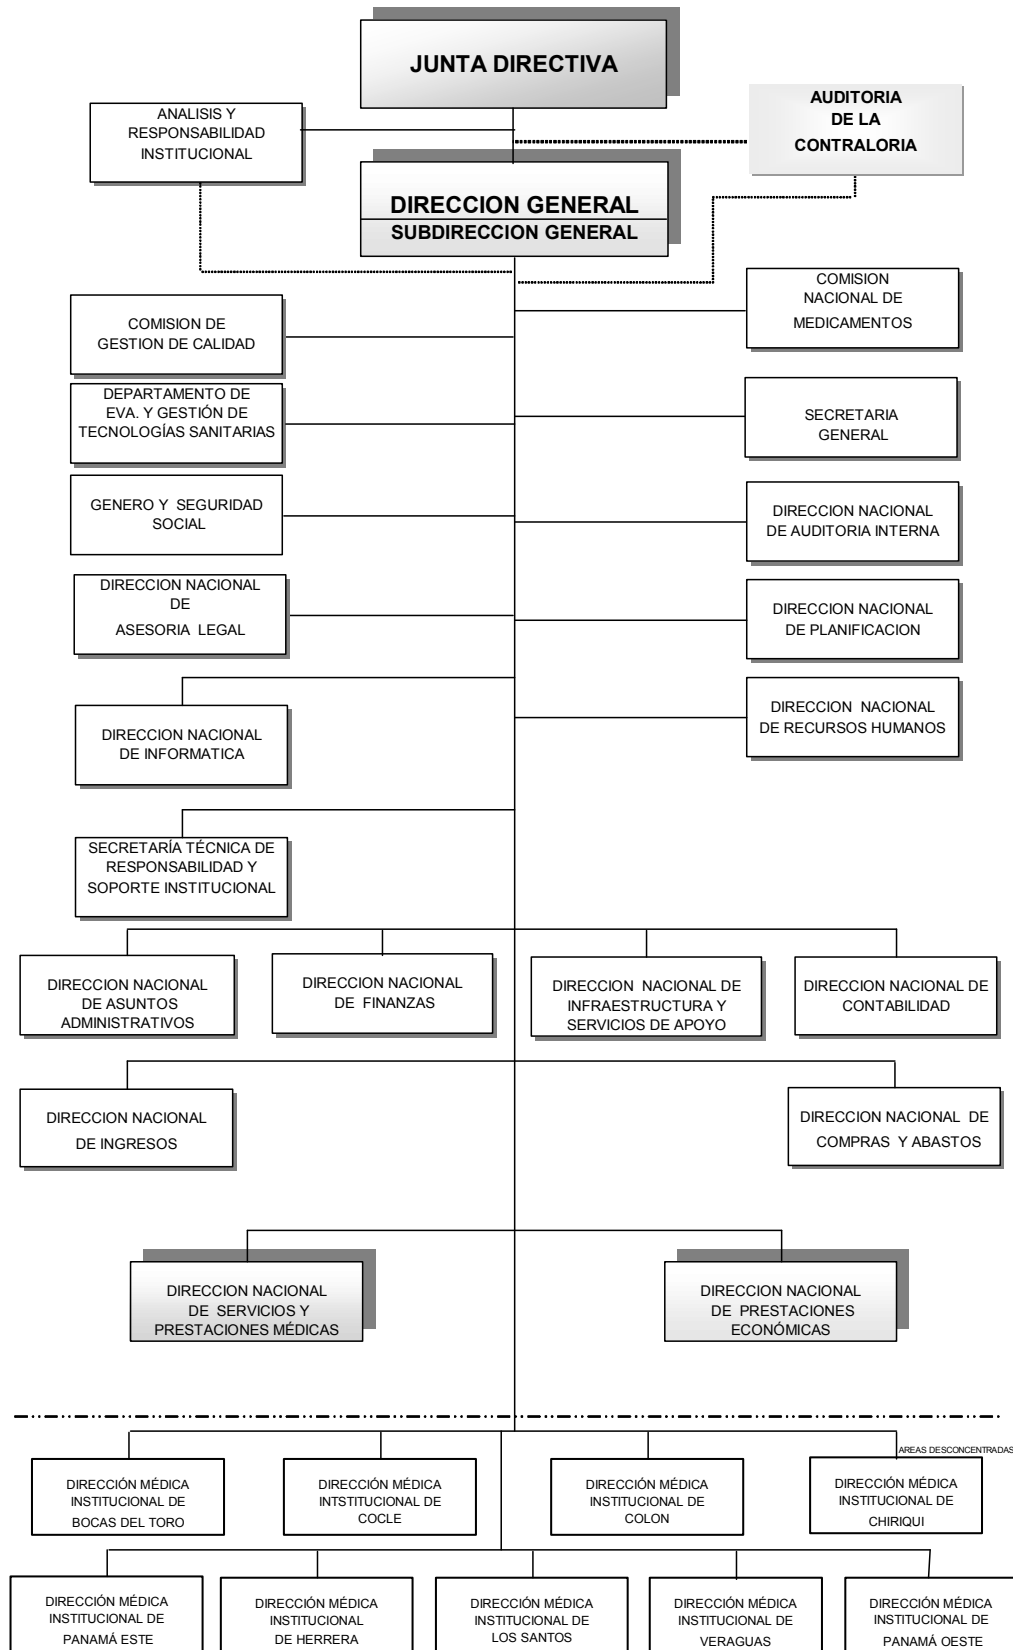 JUNTA DIRECTIVA
ANALISIS Y
RESPONSABILIDAD
INSTITUCIONAL
AUDITORIA
DE LA
CONTRALORIA
DIRECCION GENERAL
SUBDIRECCION GENERAL
COMISION
NACIONAL DE
MEDICAMENTOS
COMISION DE
GESTION DE CALIDAD
DEPARTAMENTO DE
EVA. Y GESTIÓN DE
TECNOLOGÍAS SANITARIAS
SECRETARIA
GENERAL
GENERO Y SEGURIDAD
SOCIAL
DIRECCION NACIONAL
DE AUDITORIA INTERNA
DIRECCION NACIONAL
DE
ASESORIA LEGAL
DIRECCION NACIONAL
DE PLANIFICACION
DIRECCION NACIONAL
DE INFORMATICA
DIRECCION NACIONAL
DE RECURSOS HUMANOS
SECRETARÍA TÉCNICA DE
RESPONSABILIDAD Y
SOPORTE INSTITUCIONAL
DIRECCION NACIONAL
DE ASUNTOS
ADMINISTRATIVOS
DIRECCION NACIONAL
DE FINANZAS
DIRECCION NACIONAL DE
INFRAESTRUCTURA Y
SERVICIOS DE APOYO
DIRECCION NACIONAL DE
CONTABILIDAD
DIRECCION NACIONAL
DE INGRESOS
DIRECCION NACIONAL DE
COMPRAS Y ABASTOS
DIRECCION NACIONAL
DE SERVICIOS Y
PRESTACIONES MÉDICAS
DIRECCION NACIONAL
DE PRESTACIONES
ECONÓMICAS
AREAS DESCONCENTRADAS
DIRECCIÓN MÉDICA
INSTITUCIONAL DE
BOCAS DEL TORO
DIRECCIÓN MÉDICA
INTSTITUCIONAL DE
COCLE
DIRECCIÓN MÉDICA
INSTITUCIONAL DE
COLON
DIRECCIÓN MÉDICA
INSTITUCIONAL DE
CHIRIQUI
DIRECCIÓN MÉDICA
INSTITUCIONAL DE
PANAMÁ ESTE
DIRECCIÓN MÉDICA
INSTITUCIONAL
DE HERRERA
DIRECCIÓN MÉDICA
INSTITUCIONAL DE
LOS SANTOS
DIRECCIÓN MÉDICA
INSTITUCIONAL DE
VERAGUAS
DIRECCIÓN MÉDICA
INSTITUCIONAL DE
PANAMÁ OESTE